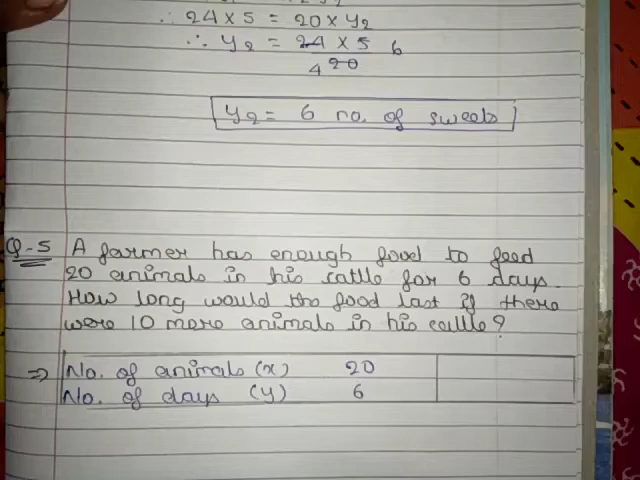 ∴ 24 × 5 = 20 × y₂
∴ y₂ = 24 × 5 6
4 20
y₂ = 6 no. of sweets
Q-5 A farmer has enough food to feed
20 animals in his cattle for 6 days.
How long would the food last if there
were 10 more animals in his cattle?
⇒ No. of animals (x) 20
No. of days (y) 6